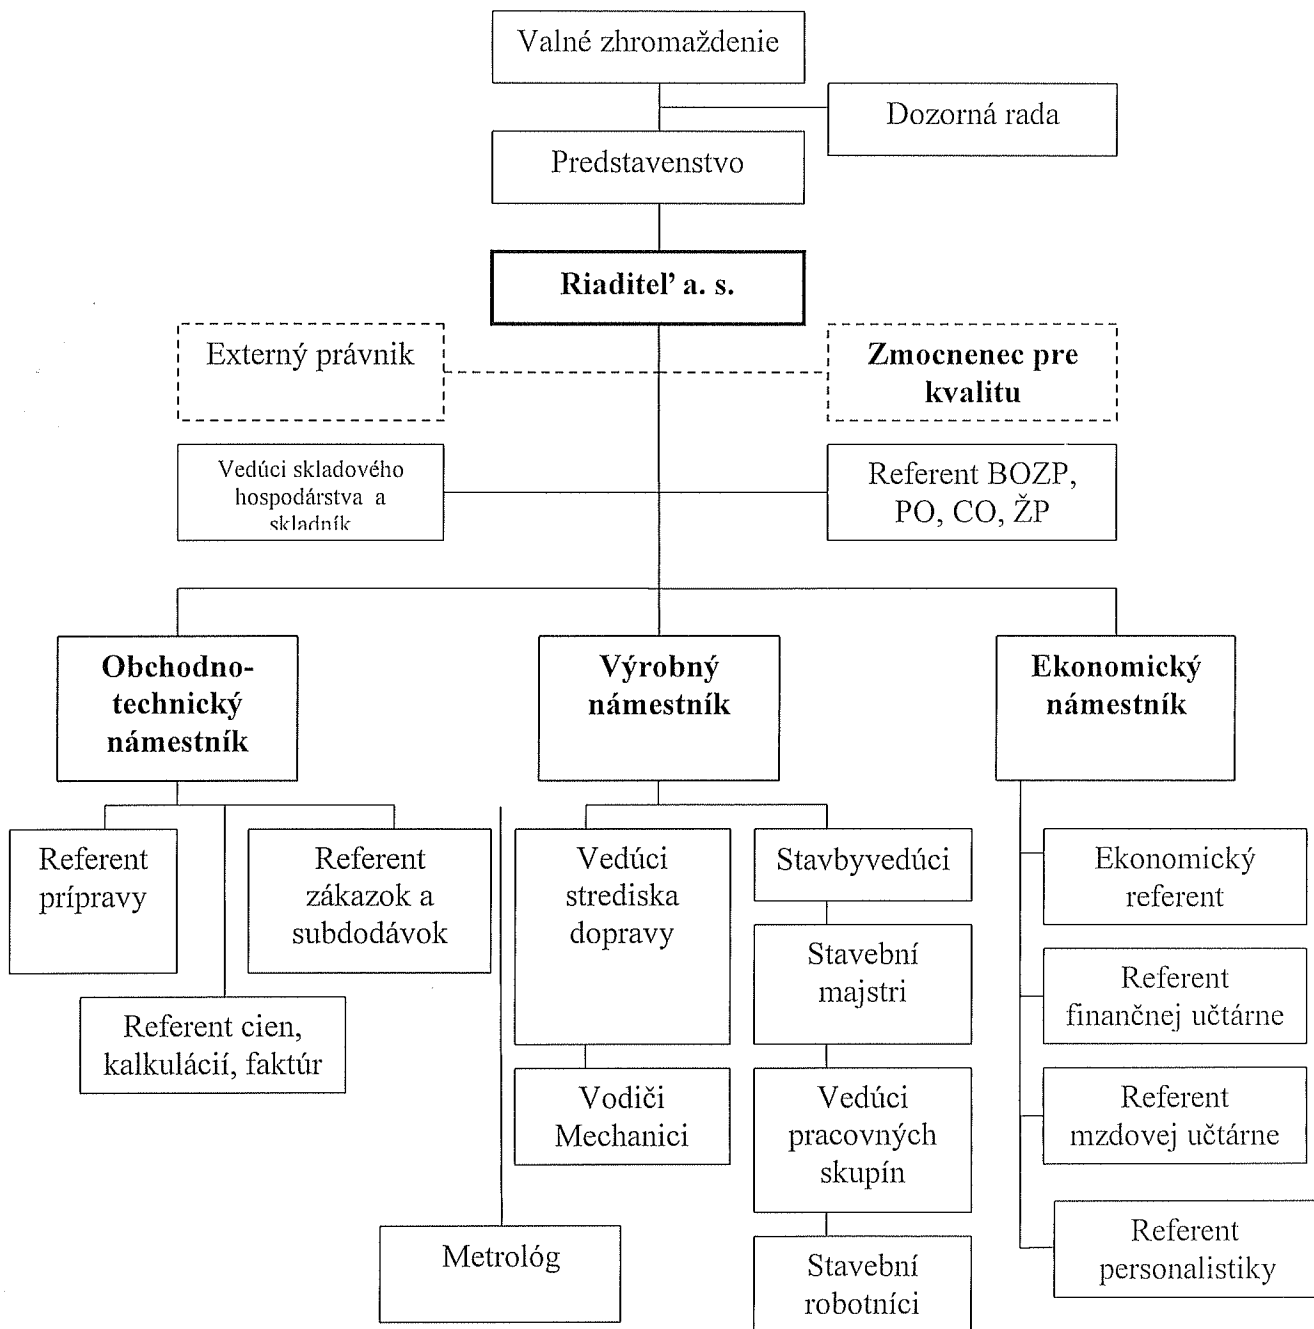 Valné zhromaždenie
Dozorná rada
Predstavenstvo
Riaditeľ a. s.
Externý právnik
Zmocnenec pre
kvalitu
Vedúci skladového
hospodárstva a
skladník
Referent BOZP,
PO, CO, ŽP
Obchodno-
technický
námestník
Výrobný
námestník
Ekonomický
námestník
Referent
prípravy
Referent
zákazok a
subdodávok
Referent cien,
kalkulácií, faktúr
Vedúci
strediska
dopravy
Vodiči
Mechanici
Metrológ
Stavbyvedúci
Stavební
majstri
Vedúci
pracovných
skupín
Stavební
robotníci
Ekonomický
referent
Referent
finančnej učtárne
Referent
mzdovej učtárne
Referent
personalistiky